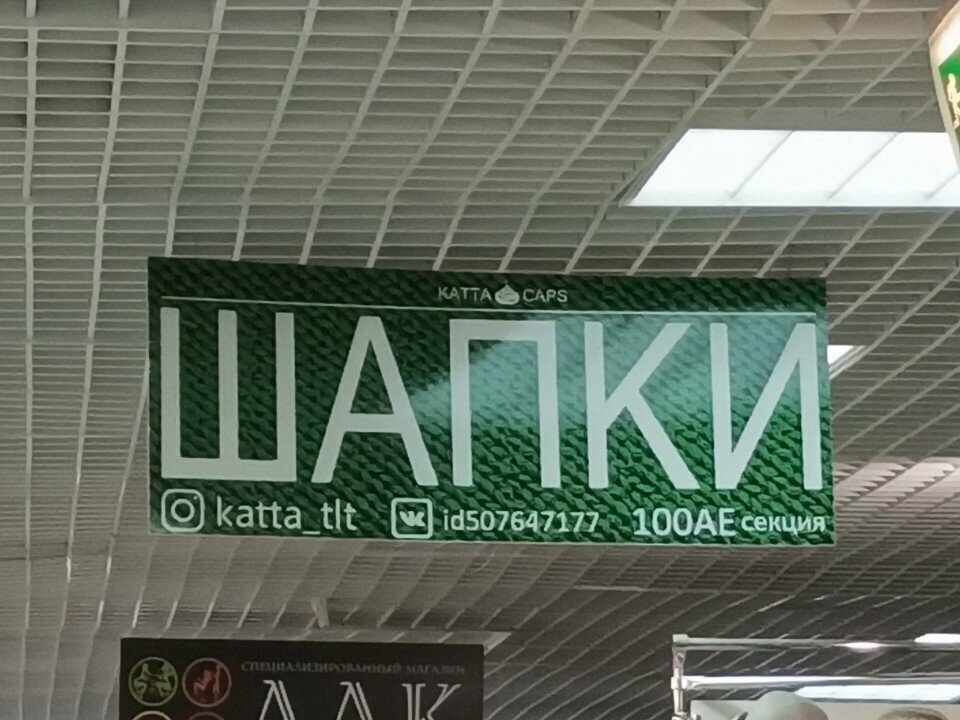 KATTA CAPS
ШАПКИ
katta_tlt id507647177 100АЕ секция
СПЕЦИАЛИЗИРОВАННЫЙ МАГАЗИН